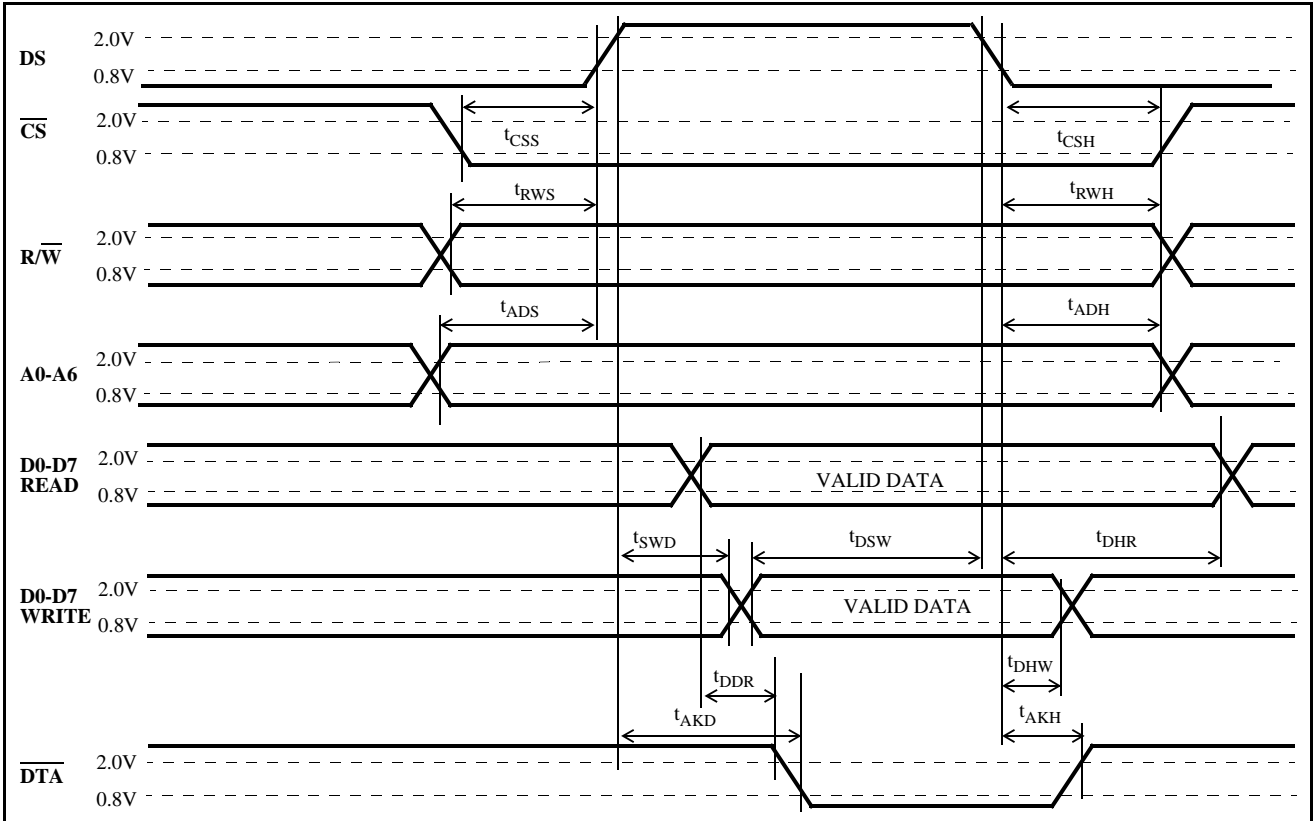 DS
2.0V
0.8V
CS
2.0V
0.8V
tCSS
tCSH
tRWS
tRWH
R/W
2.0V
0.8V
tADS
tADH
A0-A6
2.0V
0.8V
D0-D7
READ
2.0V
0.8V
VALID DATA
tSWD
tDSW
tDHR
D0-D7
WRITE
2.0V
0.8V
VALID DATA
tDDR
tDHW
tAKD
tAKH
DTA
2.0V
0.8V